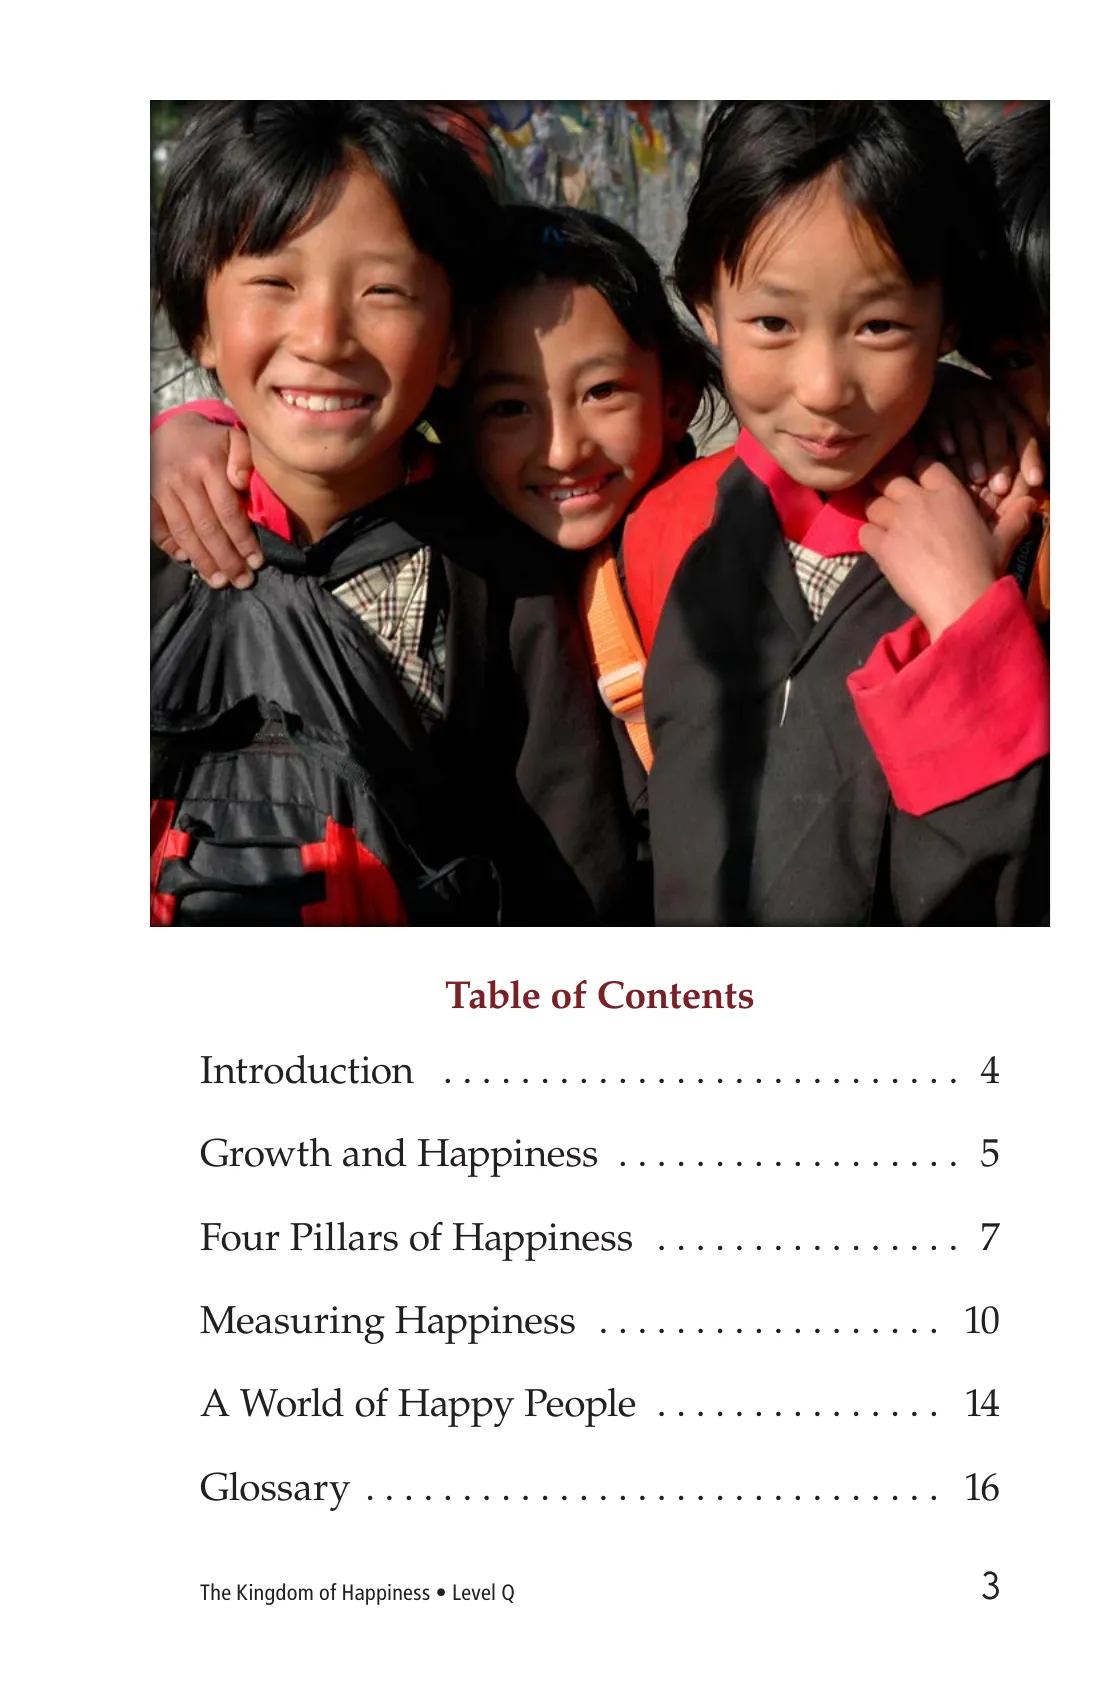 Table of Contents
Introduction . . . . . . . . . . . . . . . . . . . . . . . . . . . 4
Growth and Happiness . . . . . . . . . . . . . . . . . . 5
Four Pillars of Happiness . . . . . . . . . . . . . . . . 7
Measuring Happiness . . . . . . . . . . . . . . . . . . 10
A World of Happy People . . . . . . . . . . . . . . . 14
Glossary . . . . . . . . . . . . . . . . . . . . . . . . . . . . . . 16
The Kingdom of Happiness • Level Q 3